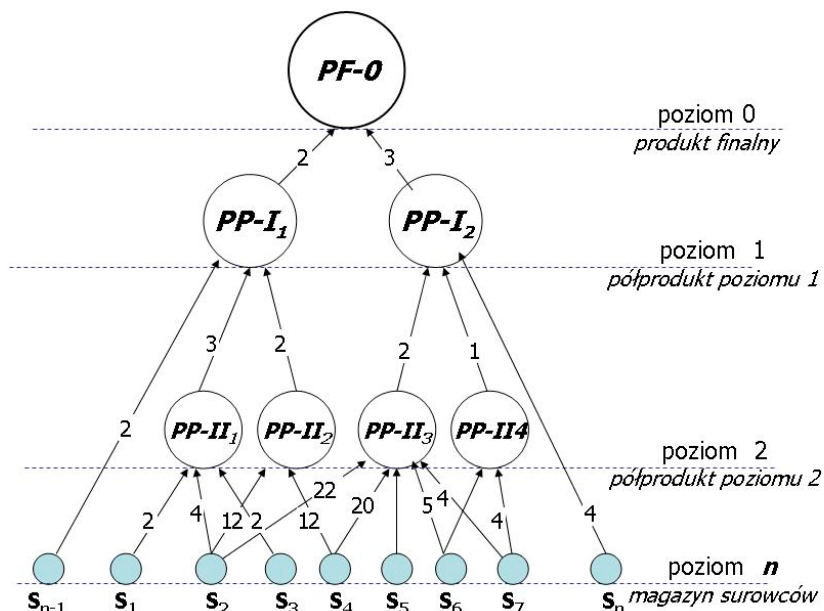 PF-0
poziom 0
produkt finalny
2 3
PP-I1 PP-I2
poziom 1
półprodukt poziomu 1
3 2 2 1
2
PP-II1 PP-II2 PP-II3 PP-II4
poziom 2
półprodukt poziomu 2
2 4 12 2 22 12 20 5 4 4 4
poziom n
magazyn surowców
Sn-1 S1 S2 S3 S4 S5 S6 S7 Sn